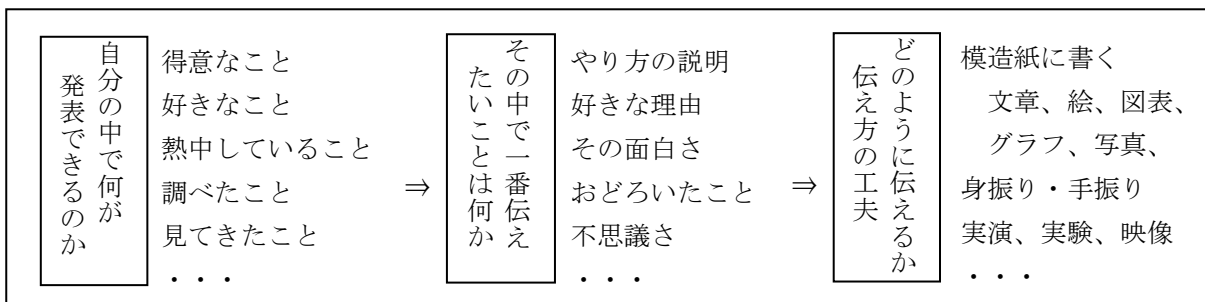 自分の中で何が
発表できるのか
得意なこと
好きなこと
熱中していること
調べたこと
見てきたこと
・・・
⇒
その中で一番伝え
たいことは何か
やり方の説明
好きな理由
その面白さ
おどろいたこと
不思議さ
・・・
⇒
どのように伝えるか
伝え方の工夫
模造紙に書く
文章、絵、図表、
グラフ、写真、
身振り・手振り
実演、実験、映像
・・・